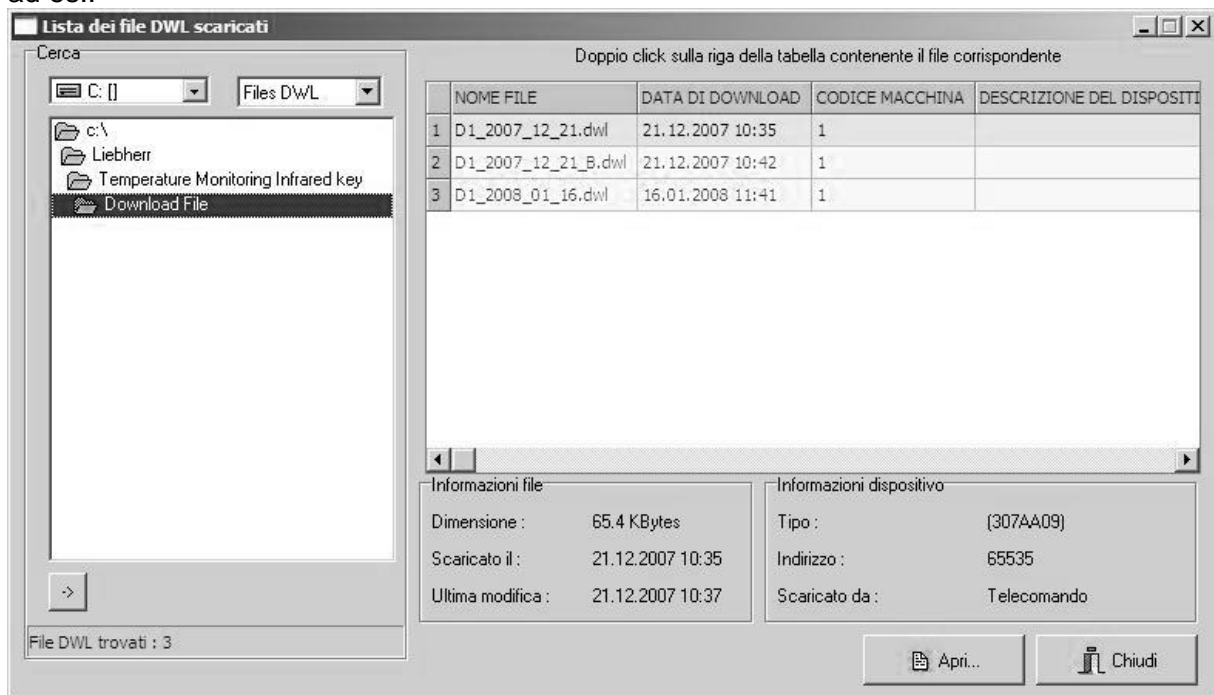 Lista dei file DWL scaricati
Cerca
C: []
Files DWL
c:\
Liebherr
Temperature Monitoring Infrared key
Download File
->
File DWL trovati : 3
Doppio click sulla riga della tabella contenente il file corrispondente
NOME FILE DATA DI DOWNLOAD CODICE MACCHINA DESCRIZIONE DEL DISPOSITI
1 D1_2007_12_21.dwl 21.12.2007 10:35 1
2 D1_2007_12_21_B.dwl 21.12.2007 10:42 1
3 D1_2008_01_16.dwl 16.01.2008 11:41 1
Informazioni file
Dimensione : 65.4 KBytes
Scaricato il : 21.12.2007 10:35
Ultima modifica : 21.12.2007 10:37
Informazioni dispositivo
Tipo : (307AA09)
Indirizzo : 65535
Scaricato da : Telecomando
Apri...
Chiudi